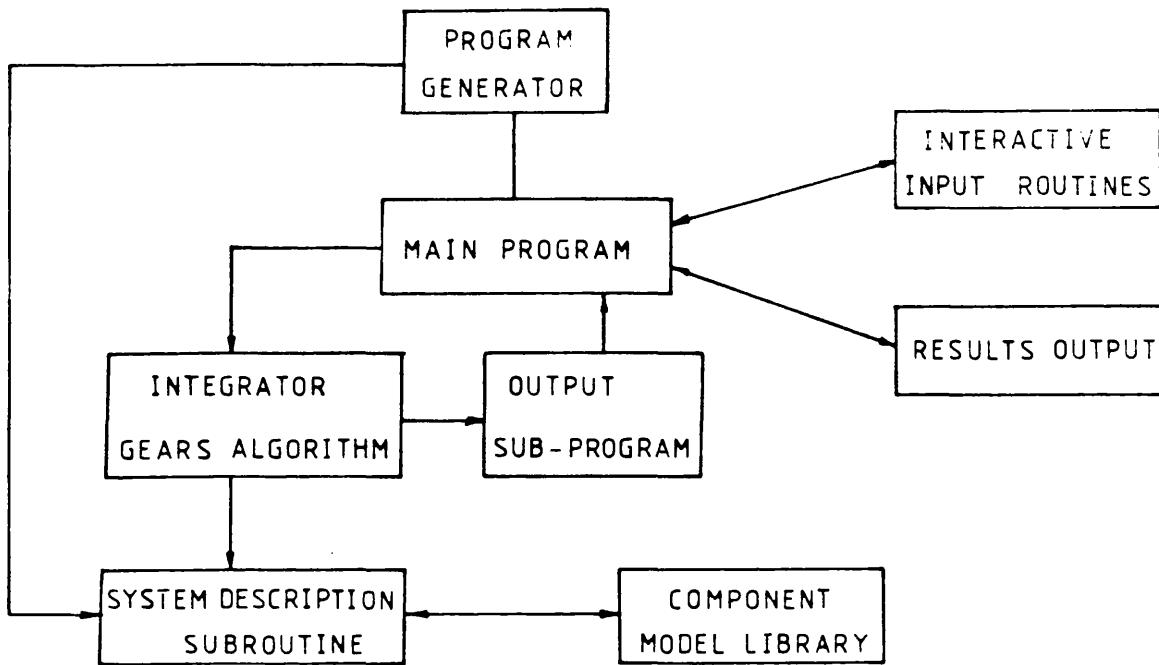 PROGRAM
GENERATOR
INTERACTIVE
INPUT ROUTINES
MAIN PROGRAM
RESULTS OUTPUT
INTEGRATOR
GEARS ALGORITHM
OUTPUT
SUB-PROGRAM
SYSTEM DESCRIPTION
SUBROUTINE
COMPONENT
MODEL LIBRARY